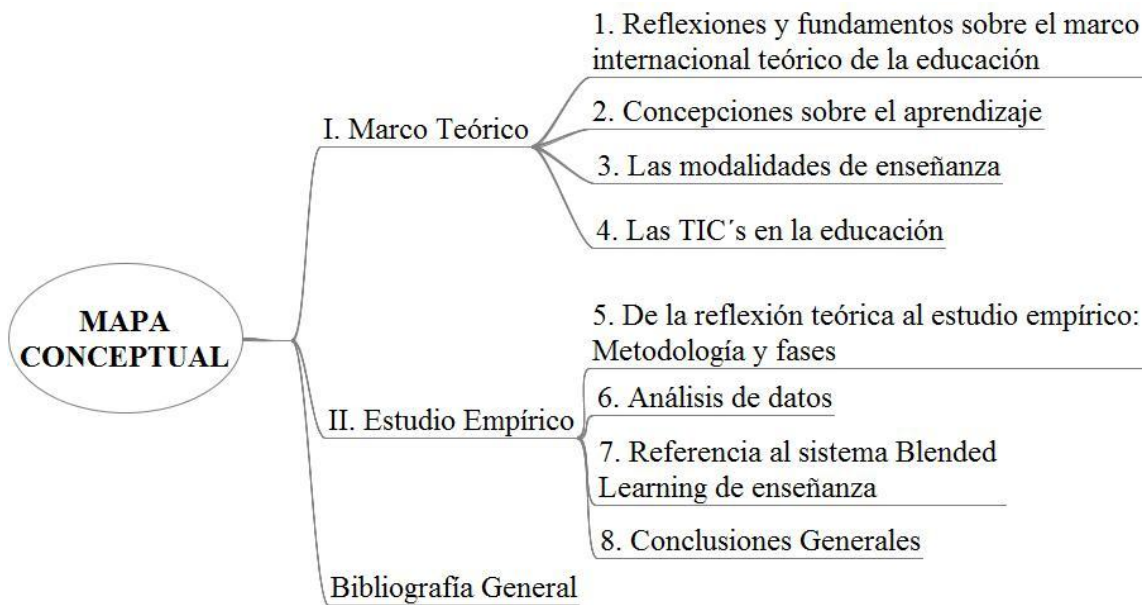 MAPA
CONCEPTUAL
I. Marco Teórico
1. Reflexiones y fundamentos sobre el marco
internacional teórico de la educación
2. Concepciones sobre el aprendizaje
3. Las modalidades de enseñanza
4. Las TIC´s en la educación
II. Estudio Empírico
5. De la reflexión teórica al estudio empírico:
Metodología y fases
6. Análisis de datos
7. Referencia al sistema Blended
Learning de enseñanza
8. Conclusiones Generales
Bibliografía General